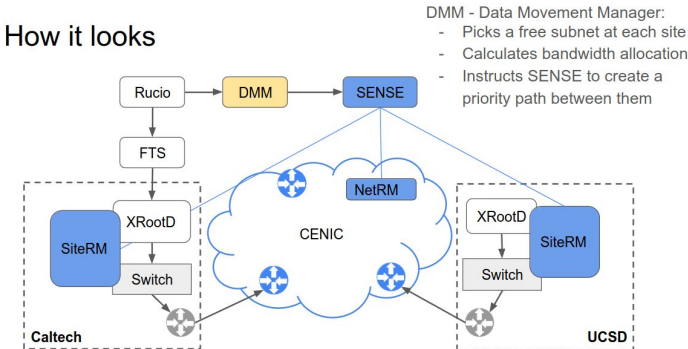 DMM - Data Movement Manager:
- Picks a free subnet at each site
- Calculates bandwidth allocation
- Instructs SENSE to create a
priority path between them
How it looks
Rucio
DMM
SENSE
FTS
NetRM
XRootD
XRootD
SiteRM
CENIC
SiteRM
Switch
Switch
Caltech
UCSD